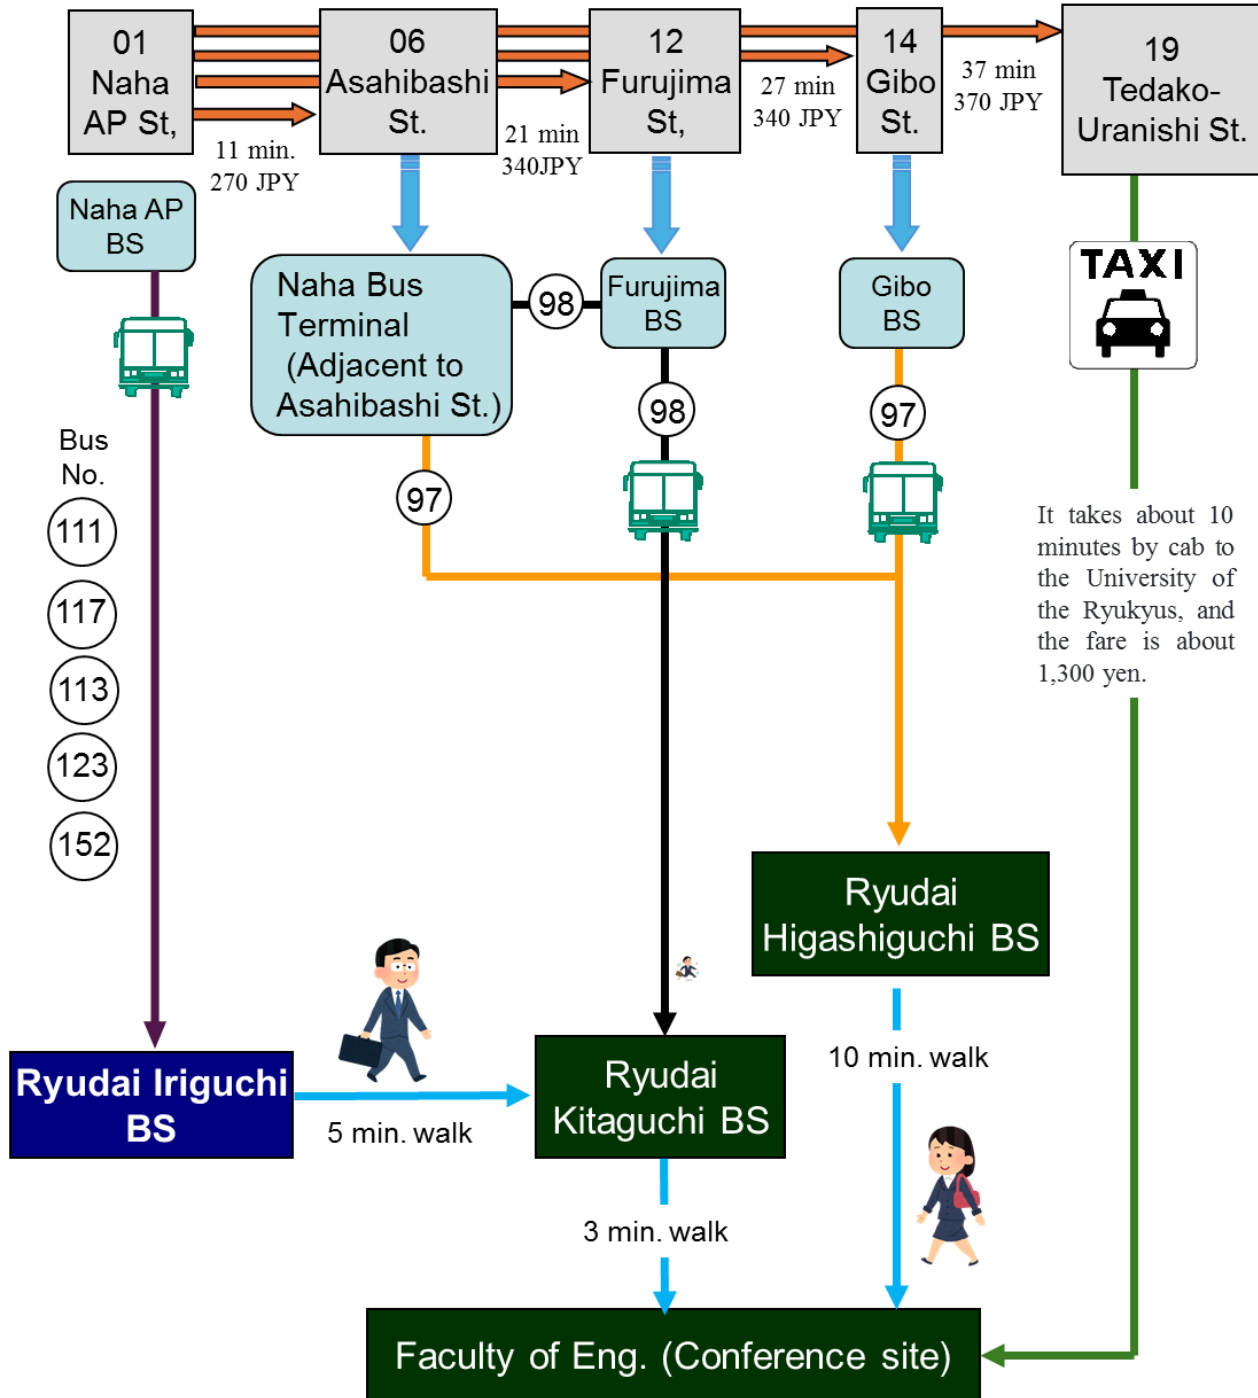 01
Naha
AP St,
06
Asahibashi
St.
12
Furujima
St,
14
Gibo
St.
19
Tedako-
Uranishi St.
11 min.
270 JPY
21 min
340JPY
27 min
340 JPY
37 min
370 JPY
Naha AP
BS
Naha Bus
Terminal
(Adjacent to
Asahibashi St.)
98
Furujima
BS
Gibo
BS
TAXI
98
97
97
Bus
No.
111
117
113
123
152
It takes about 10
minutes by cab to
the University of
the Ryukyus, and
the fare is about
1,300 yen.
Ryudai
Higashiguchi BS
Ryudai Iriguchi
BS
5 min. walk
Ryudai
Kitaguchi BS
10 min. walk
3 min. walk
Faculty of Eng. (Conference site)